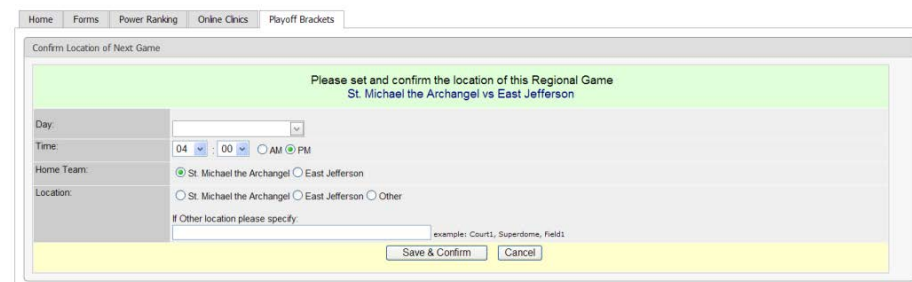 Home Forms Power Ranking Online Clinics Playoff Brackets
Confirm Location of Next Game
Please set and confirm the location of this Regional Game
St. Michael the Archangel vs East Jefferson
Day:
Time: 04 : 00 AM PM
Home Team: St. Michael the Archangel East Jefferson
Location: St. Michael the Archangel East Jefferson Other
If Other location please specify:
example: Court1, Superdome, Field1
Save & Confirm Cancel